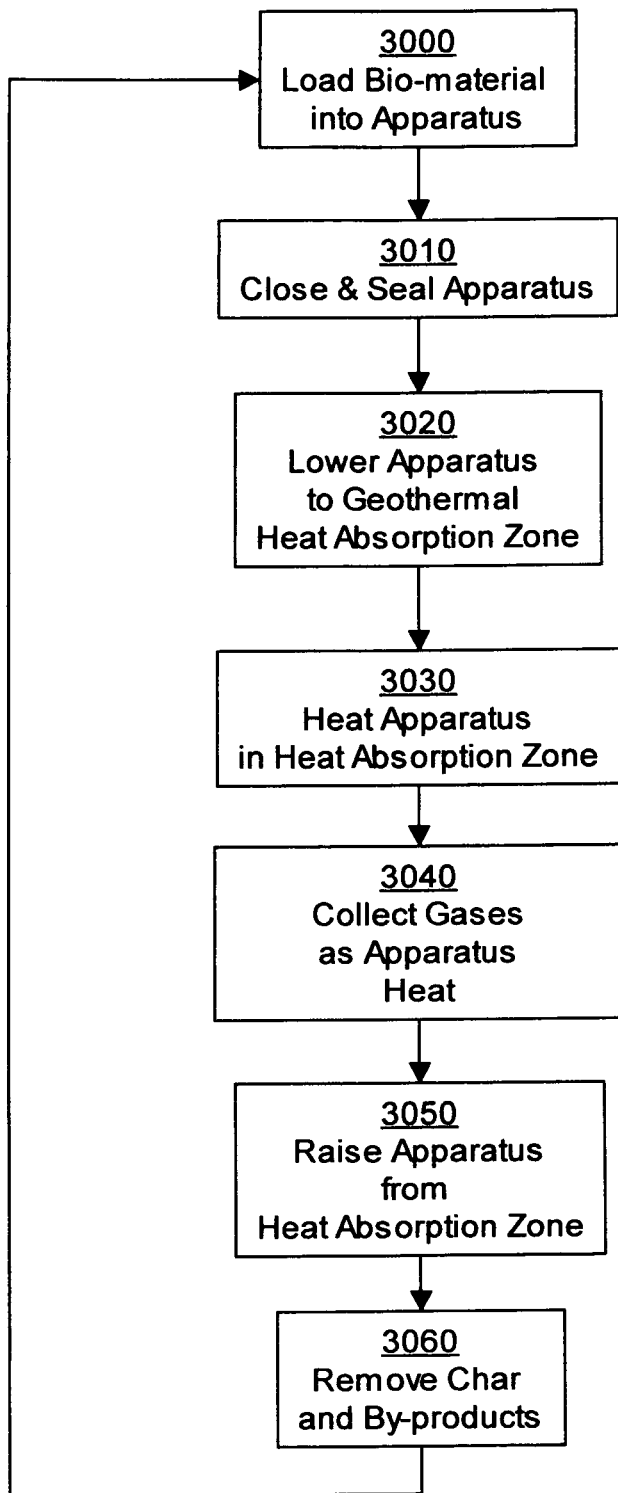 3000
Load Bio-material
into Apparatus
3010
Close & Seal Apparatus
3020
Lower Apparatus
to Geothermal
Heat Absorption Zone
3030
Heat Apparatus
in Heat Absorption Zone
3040
Collect Gases
as Apparatus
Heat
3050
Raise Apparatus
from
Heat Absorption Zone
3060
Remove Char
and By-products